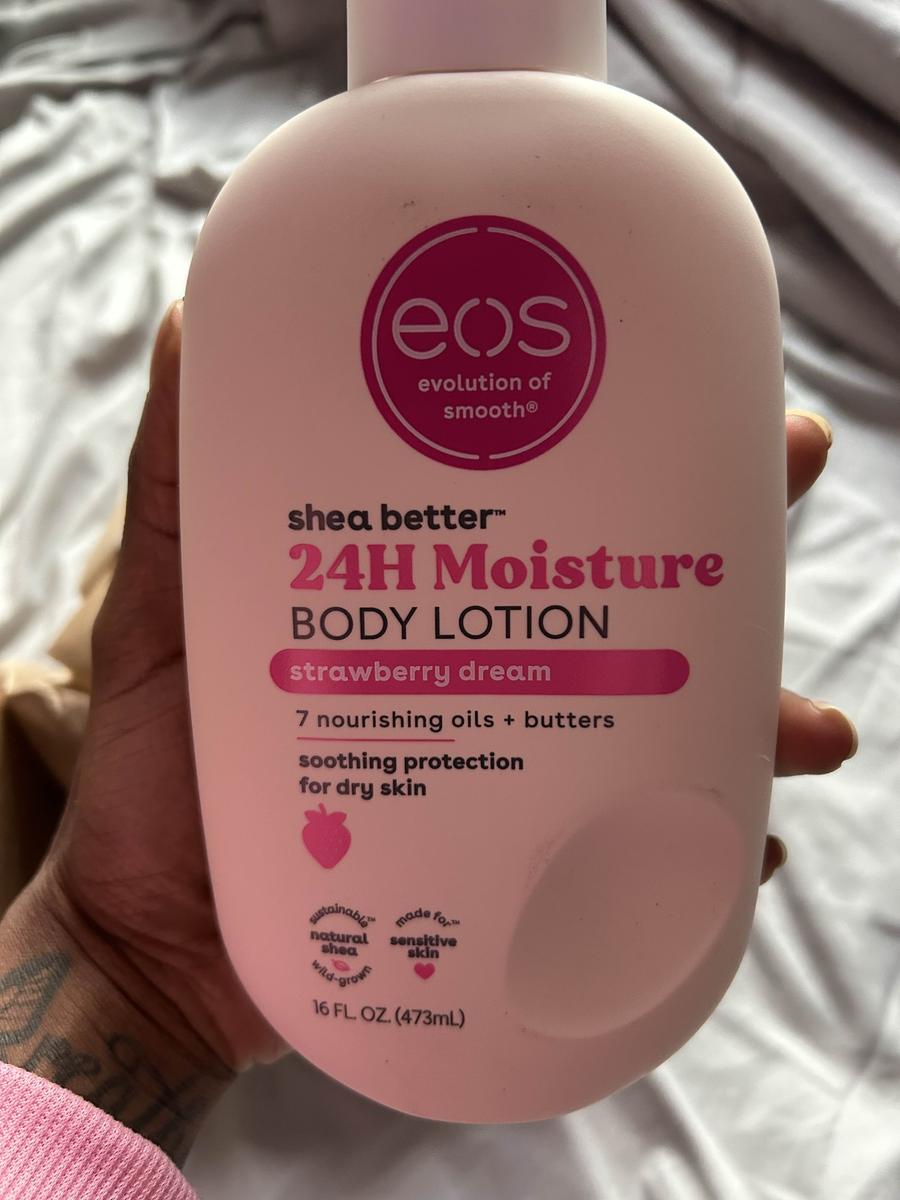 eos
evolution of
smooth®
shea better™
24H Moisture
BODY LOTION
strawberry dream
7 nourishing oils + butters
soothing protection
for dry skin
sustainable™
natural
shea
wild-grown
made for™
sensitive
skin
16 FL. OZ. (473mL)